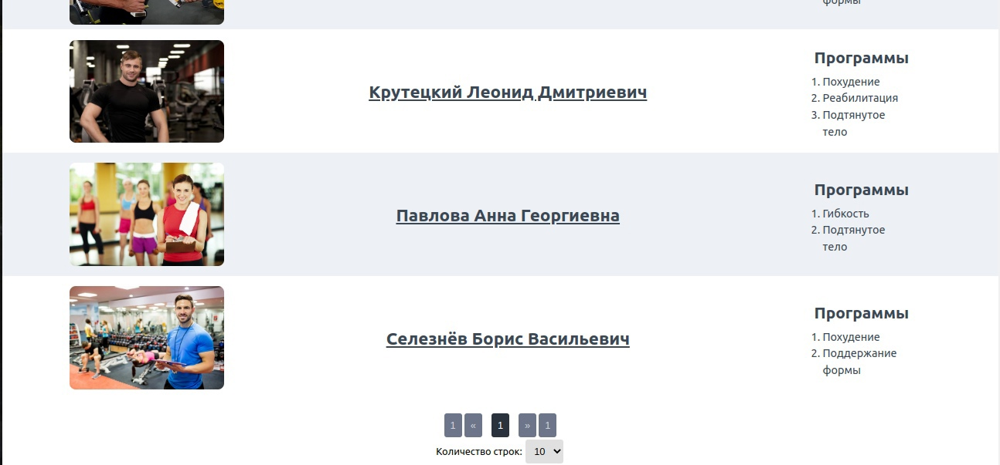 формы
Крутецкий Леонид Дмитриевич
Программы
1. Похудение
2. Реабилитация
3. Подтянутое
тело
Павлова Анна Георгиевна
Программы
1. Гибкость
2. Подтянутое
тело
Селезнёв Борис Васильевич
Программы
1. Похудение
2. Поддержание
формы
1 « 1 » 1
Количество строк: 10